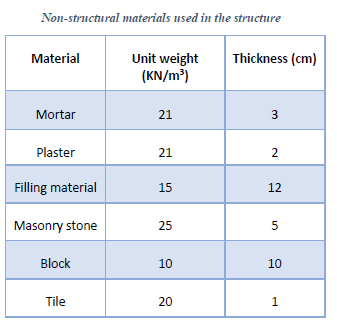 Non-structural materials used in the structure
Material Unit weight Thickness (cm)
(KN/m³)
Mortar 21 3
Plaster 21 2
Filling material 15 12
Masonry stone 25 5
Block 10 10
Tile 20 1